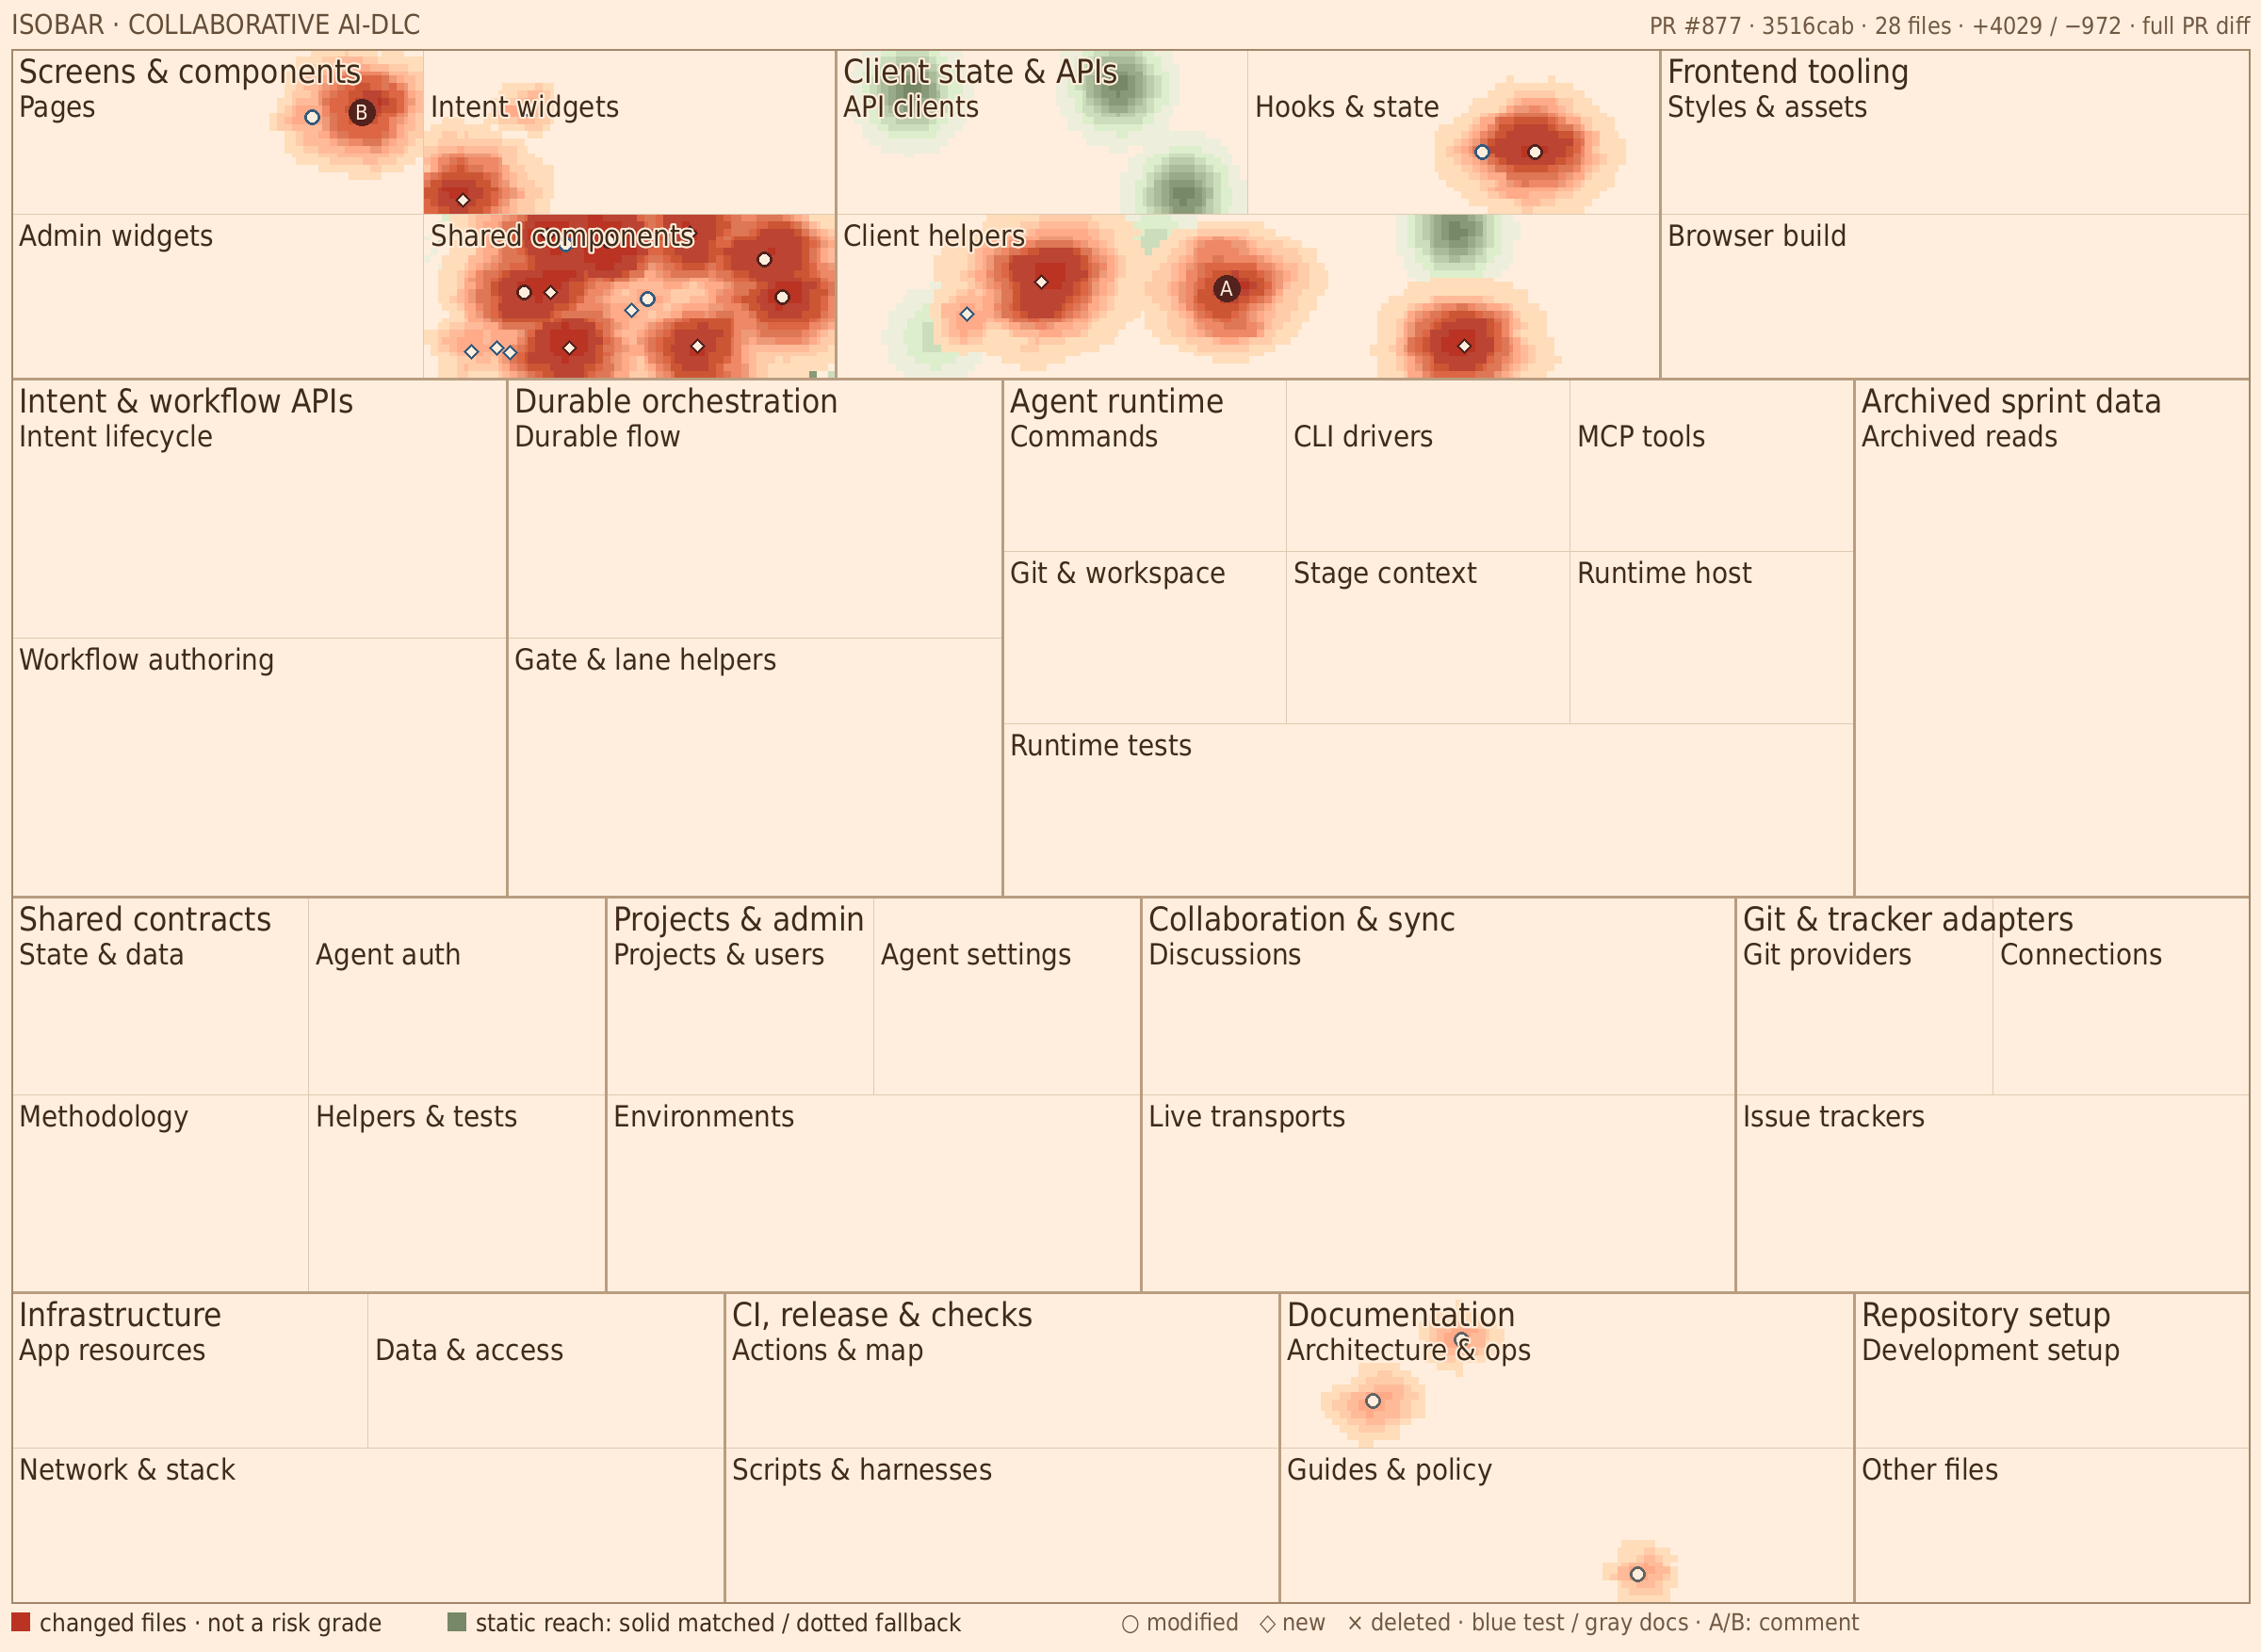 ISOBAR · COLLABORATIVE AI-DLC
PR #877 · 3516cab · 28 files · +4029 / −972 · full PR diff
Screens & components
Pages
B
Intent widgets
Client state & APIs
API clients
Hooks & state
Frontend tooling
Styles & assets
Admin widgets
Shared components
Client helpers
A
Browser build
Intent & workflow APIs
Intent lifecycle
Durable orchestration
Durable flow
Agent runtime
Commands
CLI drivers
MCP tools
Archived sprint data
Archived reads
Git & workspace
Stage context
Runtime host
Workflow authoring
Gate & lane helpers
Runtime tests
Shared contracts
State & data
Agent auth
Projects & admin
Projects & users
Agent settings
Collaboration & sync
Discussions
Git & tracker adapters
Git providers
Connections
Methodology
Helpers & tests
Environments
Live transports
Issue trackers
Infrastructure
App resources
Data & access
CI, release & checks
Actions & map
Documentation
Architecture & ops
Repository setup
Development setup
Network & stack
Scripts & harnesses
Guides & policy
Other files
changed files · not a risk grade
static reach: solid matched / dotted fallback
○ modified ◇ new × deleted · blue test / gray docs · A/B: comment